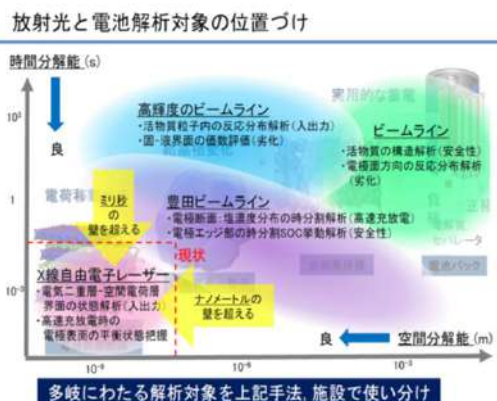 放射光と電池解析対象の位置づけ
時間分解能 (s)
良
高輝度のビームライン
・活物質粒子内の反応分布解析(入出力)
・固-液界面の価数評価(劣化)
実用的な蓄電
ビームライン
・活物質の構造解析(安全性)
・電極面方向の反応分布解析
(劣化)
1
ミリ秒
の
壁を超える
豊田ビームライン
・電極断面:塩濃度分布の時分割解析(高速充放電)
・電極エッジ部の時分割SOC挙動解析(安全性)
セパレータ
電池パック
現状
X線自由電子レーザー
・電気二重層-空間電荷層
界面の状態解析(入出力)
・高速充放電時の
電極表面の平衡状態把握
ナノメートルの
壁を超える
良
空間分解能 (m)
10⁻⁶
多岐にわたる解析対象を上記手法, 施設で使い分け